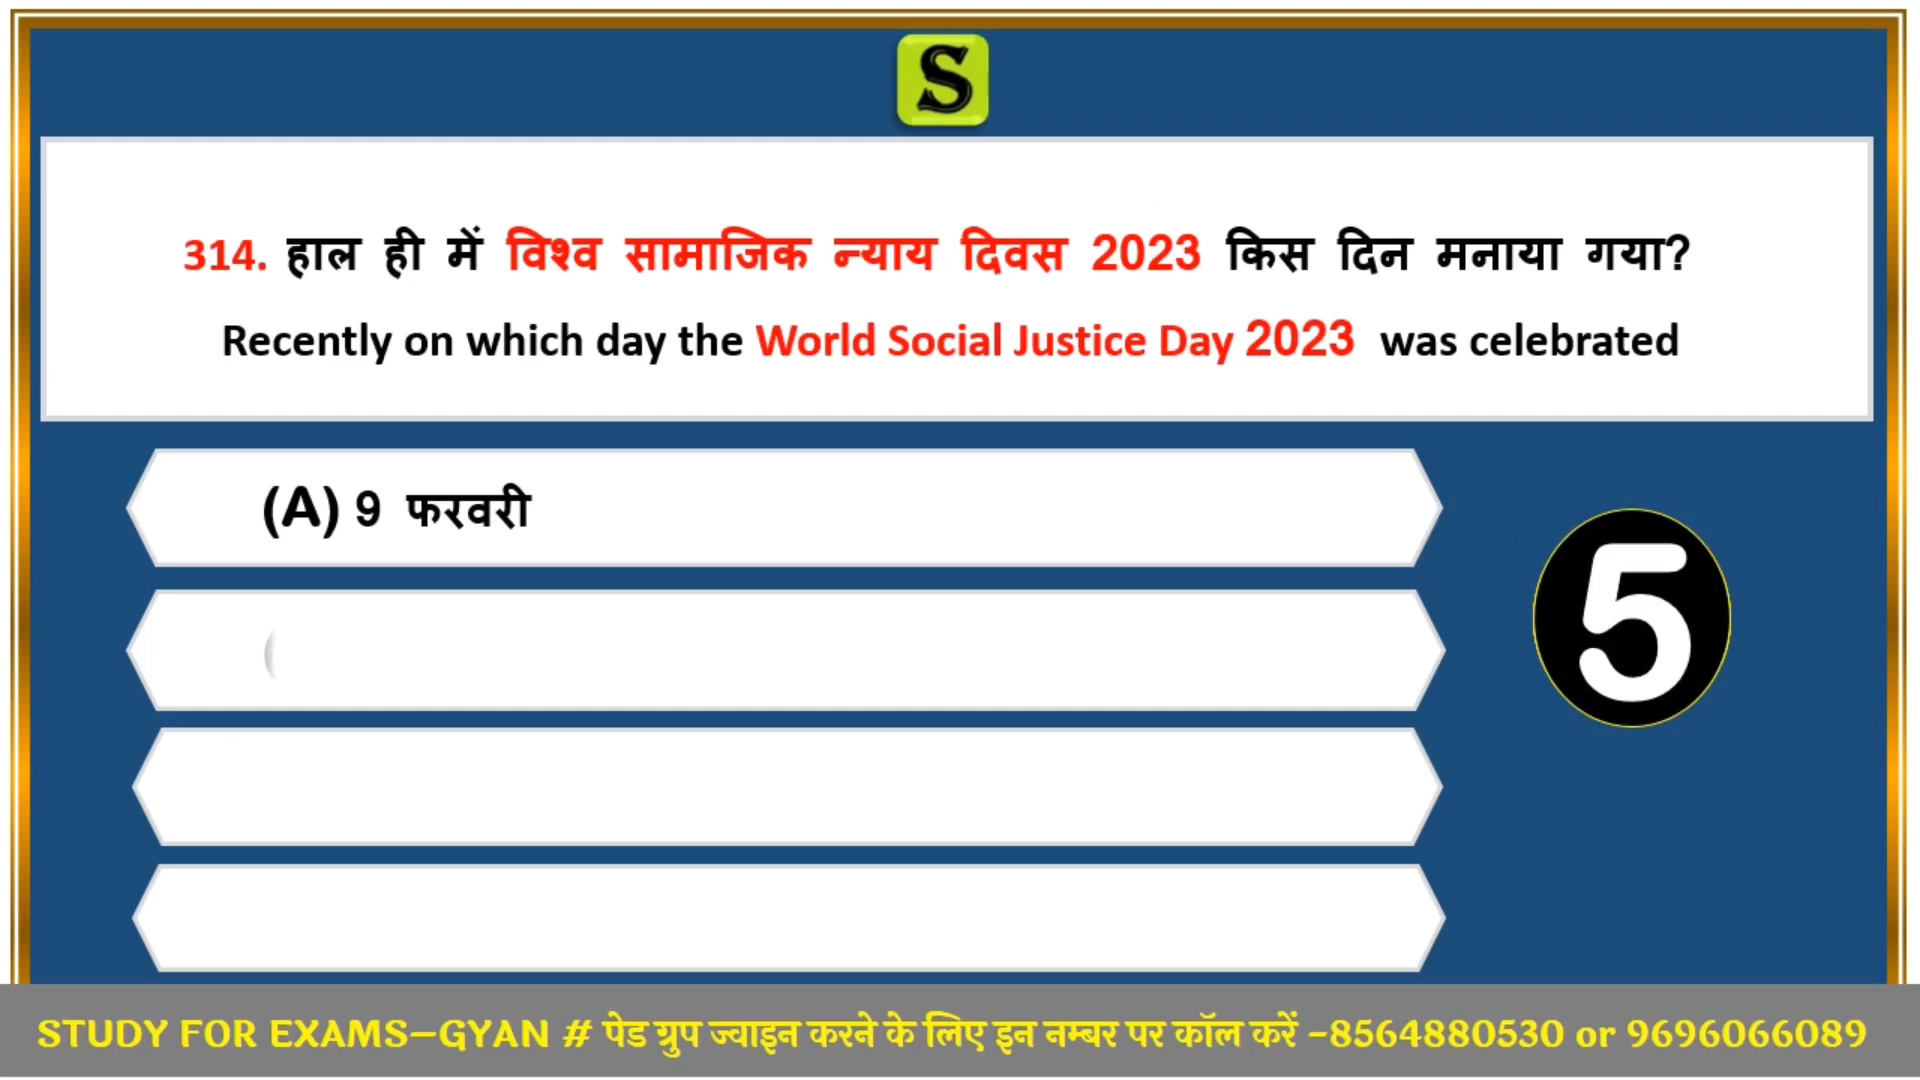 S
314. हाल ही में विश्व सामाजिक न्याय दिवस 2023 किस दिन मनाया गया?
Recently on which day the World Social Justice Day 2023 was celebrated
(A) 9 फरवरी
(
5
STUDY FOR EXAMS–GYAN # पेड ग्रुप ज्वाइन करने के लिए इन नम्बर पर कॉल करें -8564880530 or 9696066089